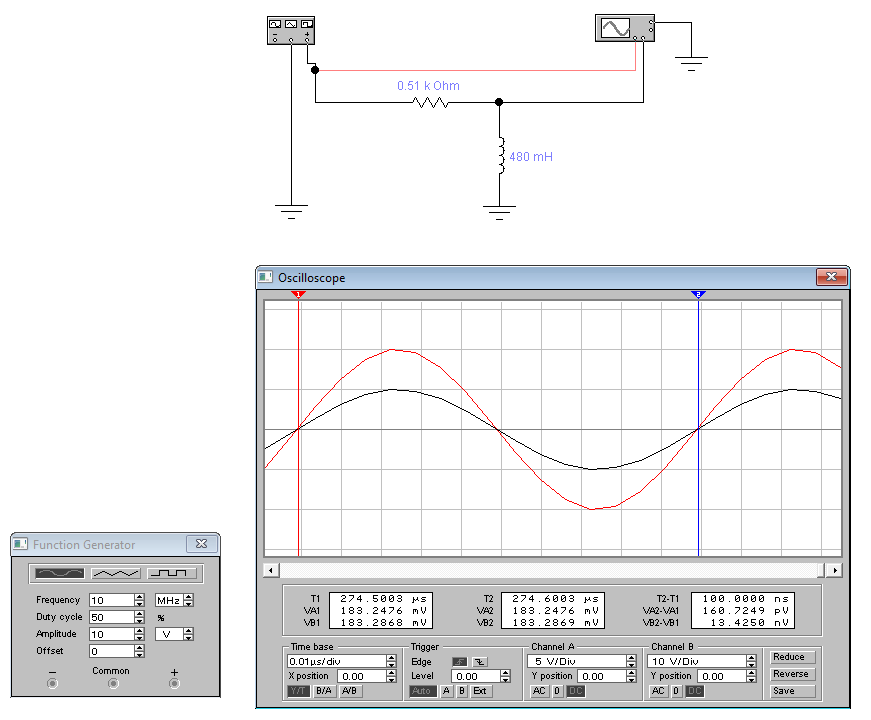 0.51 k Ohm
480 mH
Oscilloscope
1
2
T1 274.5003 µs T2 274.6003 µs T2-T1 100.0000 ns
VA1 183.2476 mV VA2 183.2476 mV VA2-VA1 160.7249 pV
VB1 183.2868 mV VB2 183.2869 mV VB2-VB1 13.4250 nV
Time base Trigger Channel A Channel B
0.01µs/div Edge 5 V/Div 10 V/Div Reduce
X position 0.00 Level 0.00 Y position 0.00 Y position 0.00 Reverse
Y/T B/A A/B Auto A B Ext AC 0 DC AC 0 DC Save
Function Generator
Frequency 10 MHz
Duty cycle 50 %
Amplitude 10 V
Offset 0
− Common +